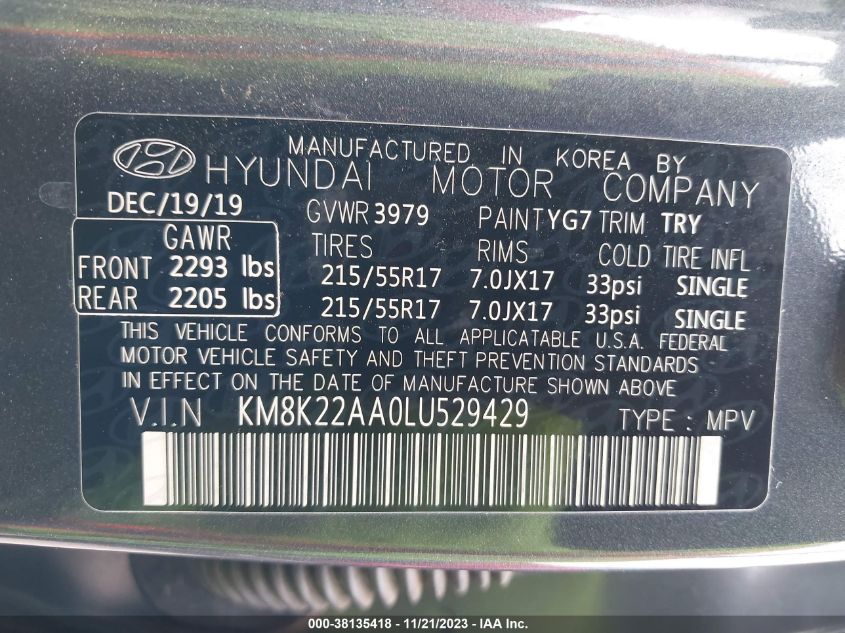 MANUFACTURED IN KOREA BY
HYUNDAI MOTOR COMPANY
DEC/19/19 GVWR 3979 PAINT YG7 TRIM TRY
GAWR TIRES RIMS COLD TIRE INFL
FRONT 2293 lbs 215/55R17 7.0JX17 33psi SINGLE
REAR 2205 lbs 215/55R17 7.0JX17 33psi SINGLE
THIS VEHICLE CONFORMS TO ALL APPLICATABLE U.S.A. FEDERAL
MOTOR VEHICLE SAFETY AND THEFT PREVENTION STANDARDS
IN EFFECT ON THE DATE OF MANUFACTURE SHOWN ABOVE
V.I.N KM8K22AA0LU529429 TYPE : MPV
000-38135418 - 11/21/2023 - IAA Inc.